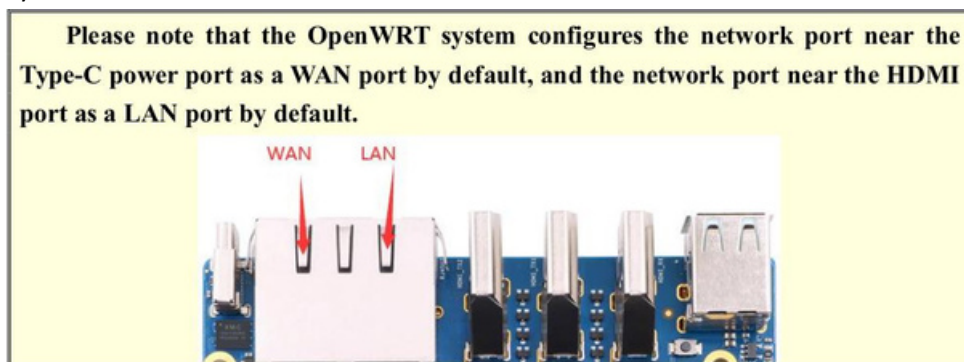 Please note that the OpenWRT system configures the network port near the
Type-C power port as a WAN port by default, and the network port near the HDMI
port as a LAN port by default.
WAN LAN